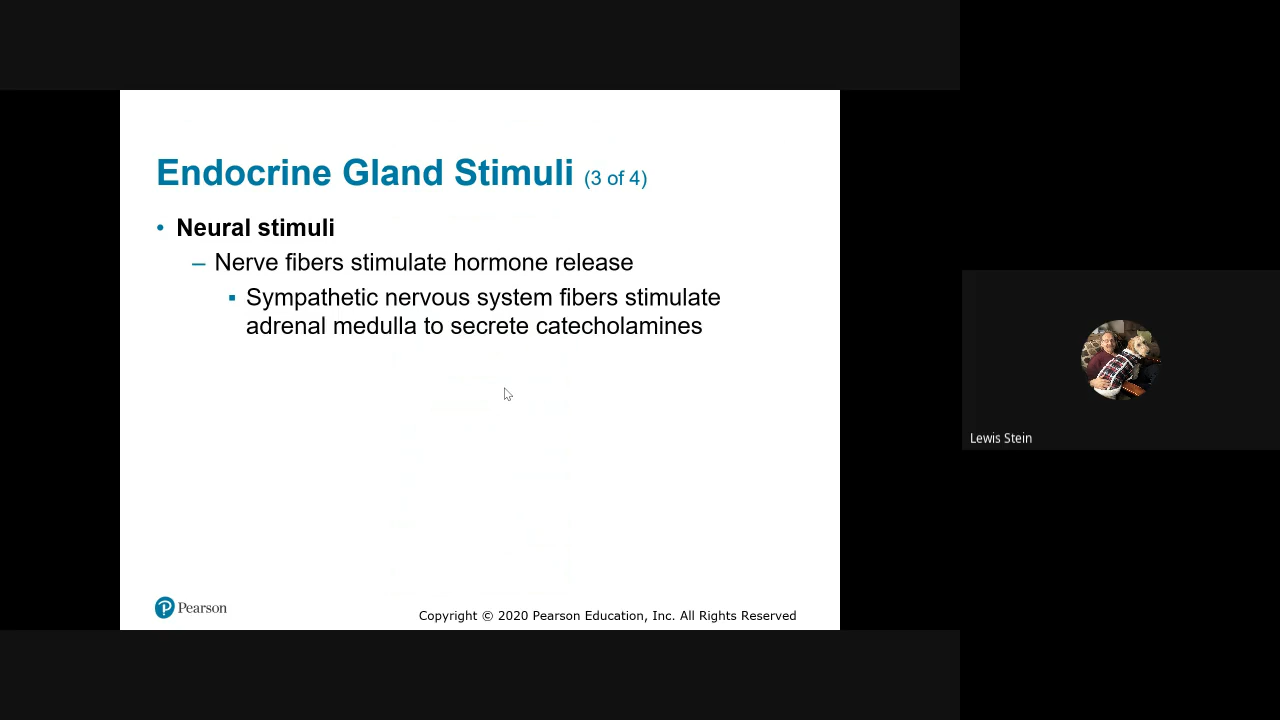 Endocrine Gland Stimuli (3 of 4)
• Neural stimuli
– Nerve fibers stimulate hormone release
▪ Sympathetic nervous system fibers stimulate
adrenal medulla to secrete catecholamines
Lewis Stein
Pearson
Copyright © 2020 Pearson Education, Inc. All Rights Reserved